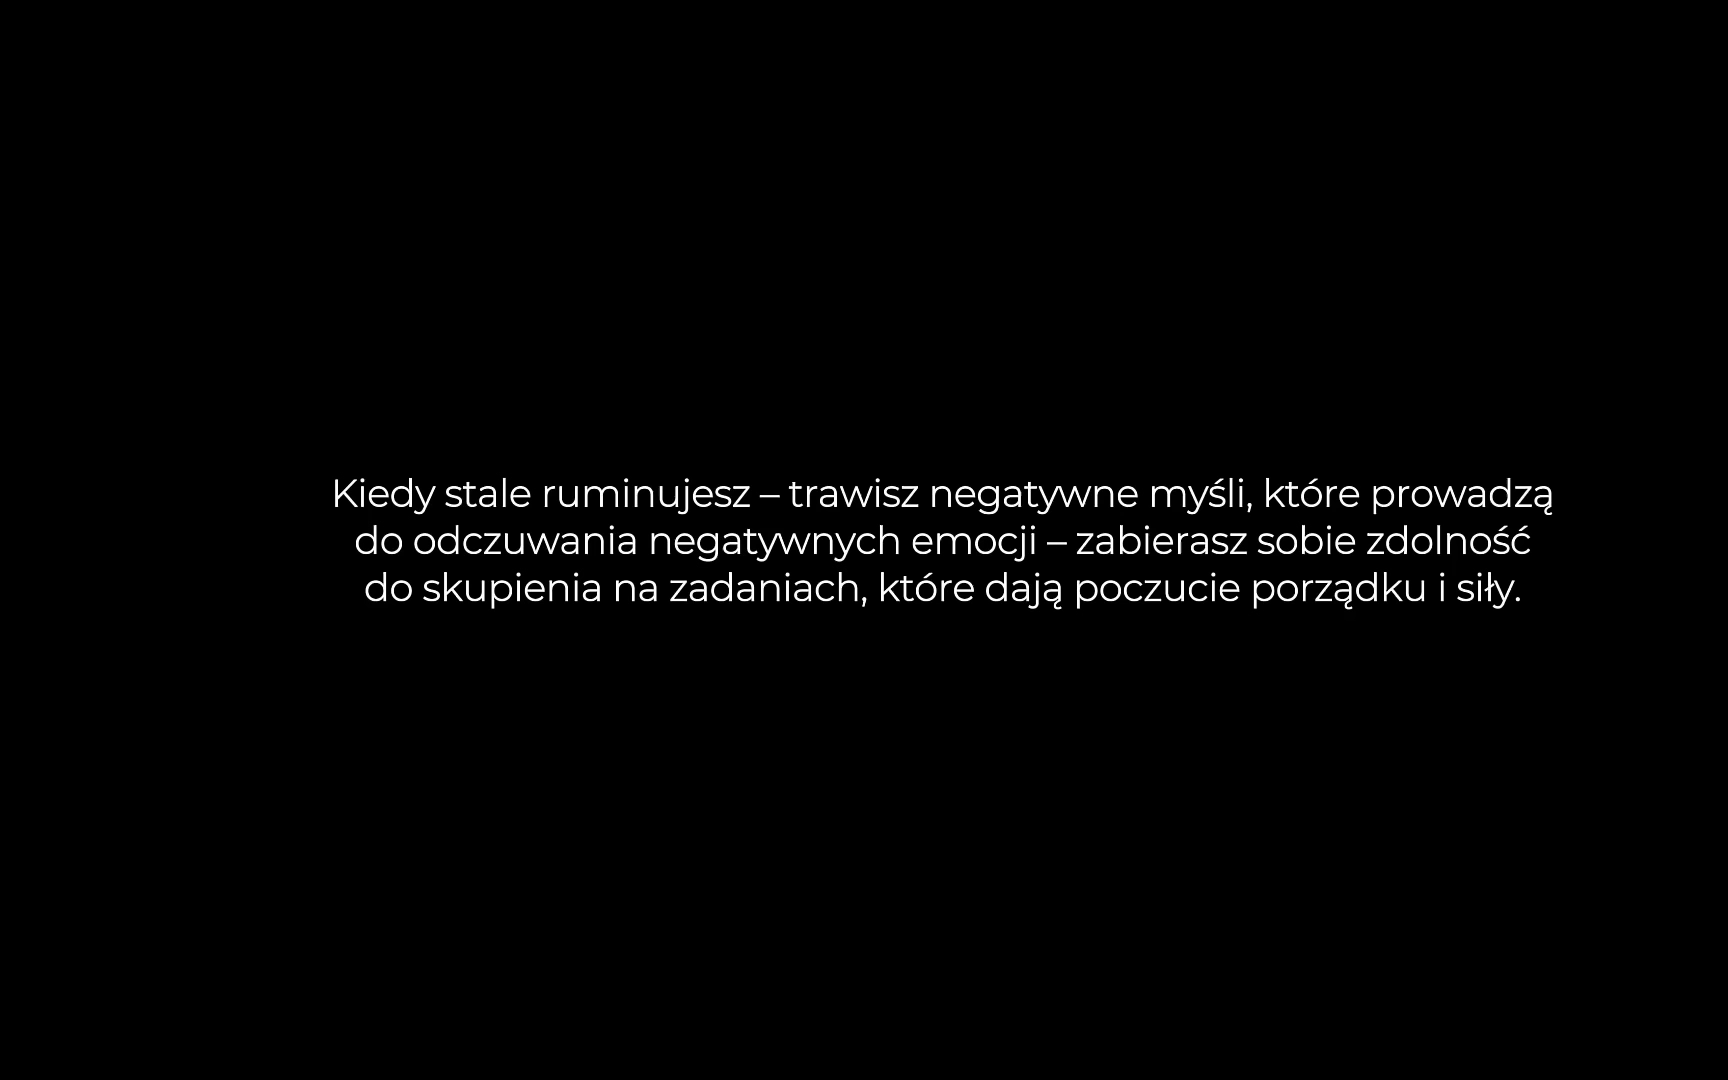 Kiedy stale ruminujesz – trawisz negatywne myśli, które prowadzą
do odczuwania negatywnych emocji – zabierasz sobie zdolność
do skupienia na zadaniach, które dają poczucie porządku i siły.